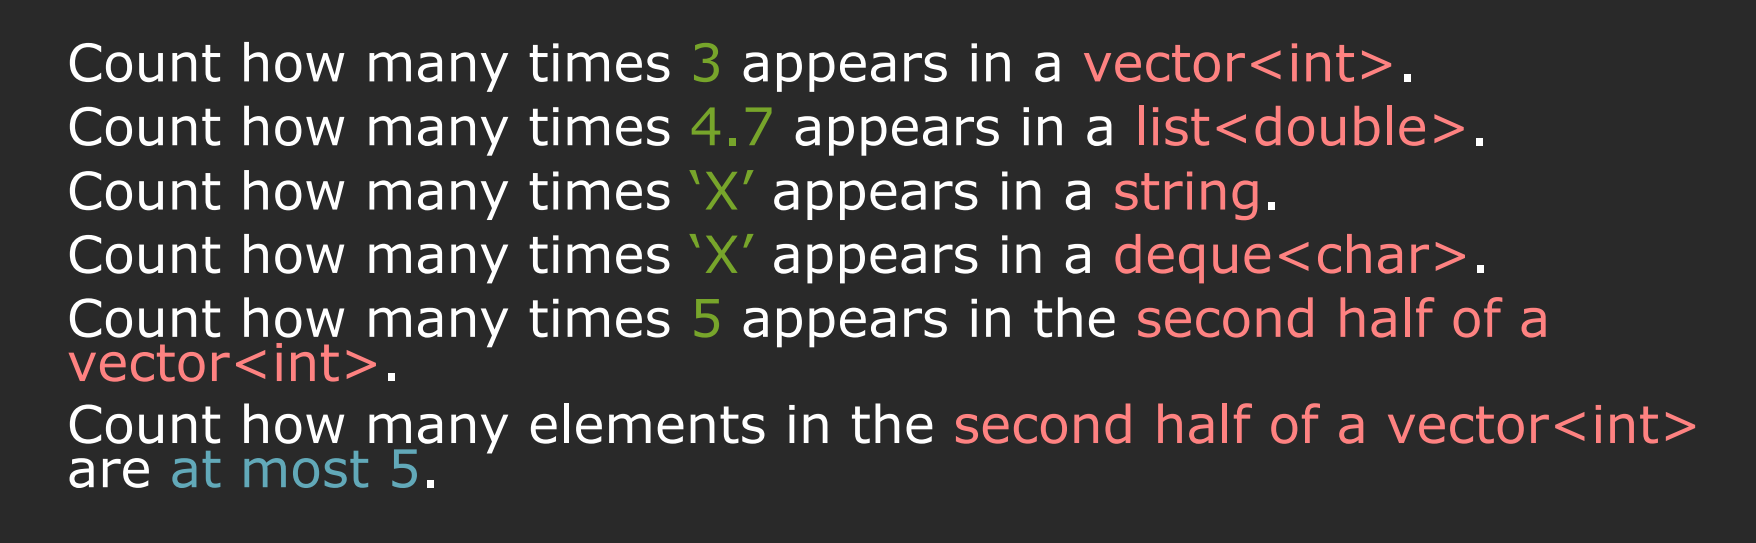 Count how many times 3 appears in a vector<int>.
Count how many times 4.7 appears in a list<double>.
Count how many times ‘X’ appears in a string.
Count how many times ‘X’ appears in a deque<char>.
Count how many times 5 appears in the second half of a
vector<int>.
Count how many elements in the second half of a vector<int>
are at most 5.